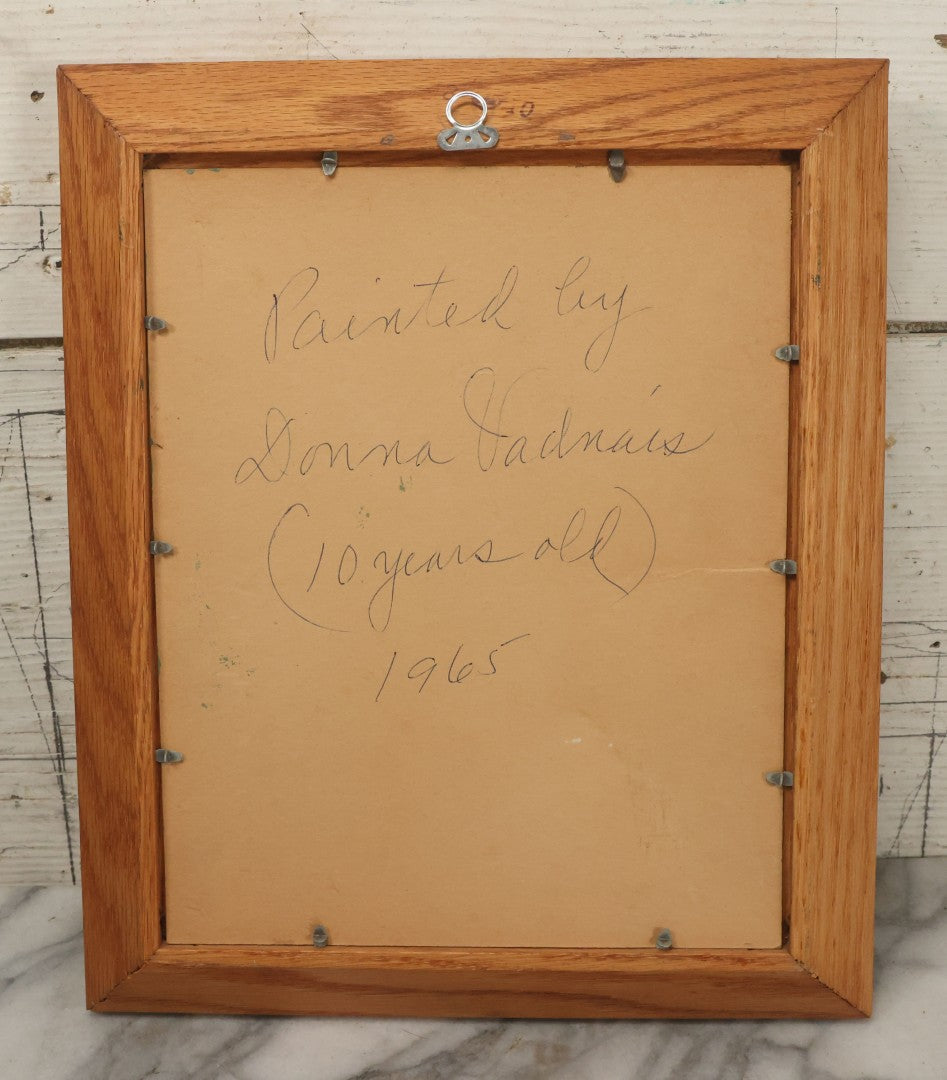 Painted by
Donna Vadnais
(10 years old)
1965